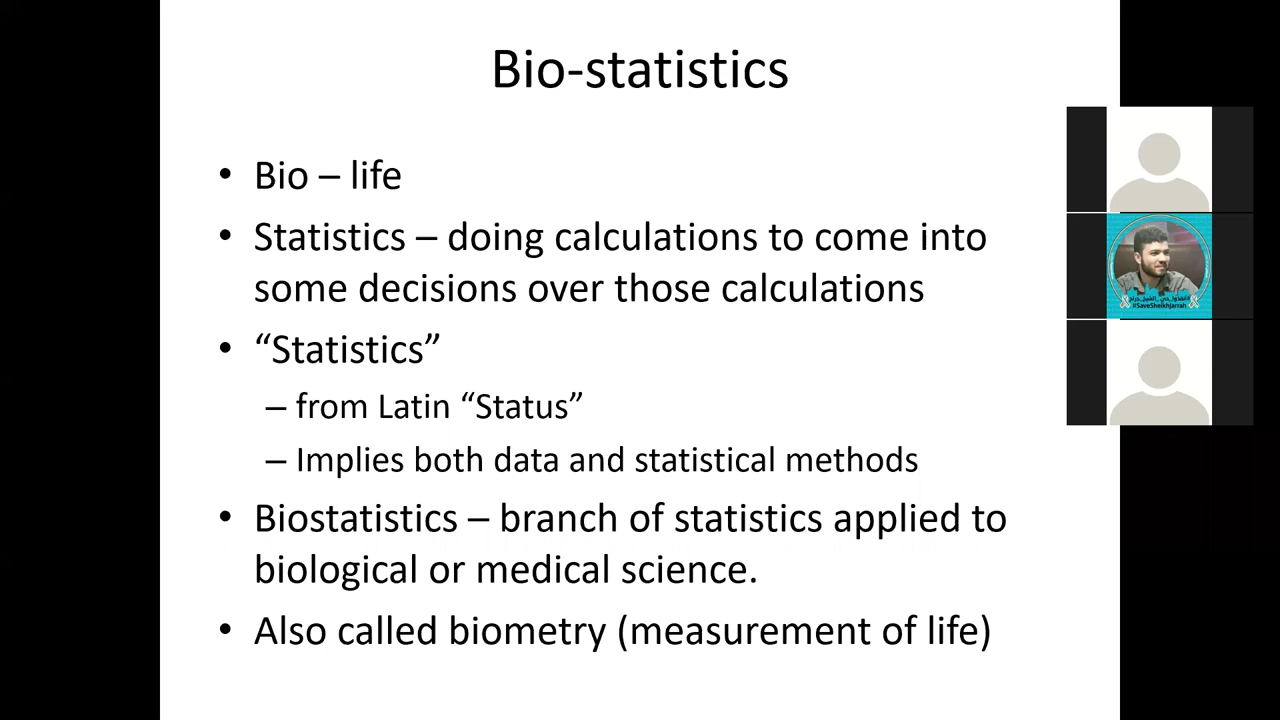 Bio-statistics
• Bio – life
• Statistics – doing calculations to come into
some decisions over those calculations
• “Statistics”
– from Latin “Status”
– Implies both data and statistical methods
• Biostatistics – branch of statistics applied to
biological or medical science.
• Also called biometry (measurement of life)
#انقذوا_حي_الشيخ_جراح
#SaveSheikhJarrah